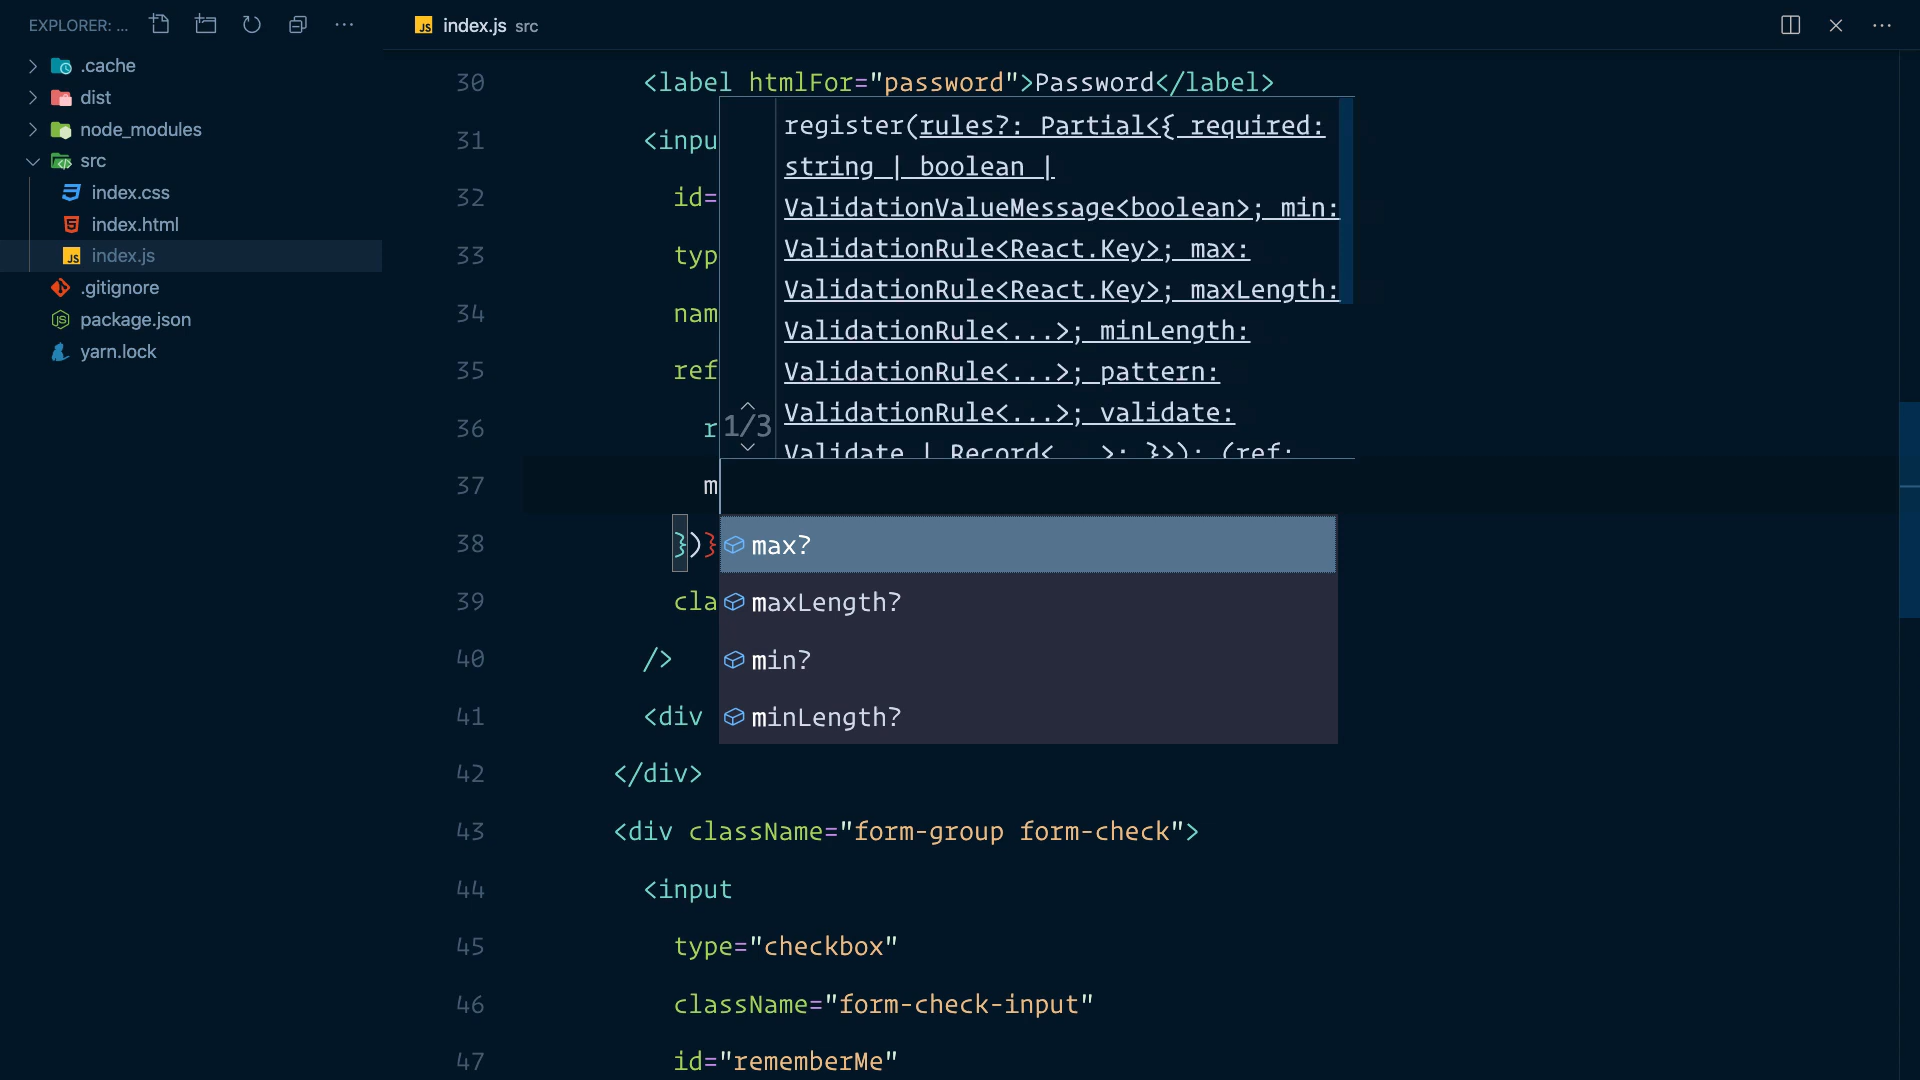 EXPLORER: ...
index.js src
.cache
dist
node_modules
src
index.css
index.html
index.js
.gitignore
package.json
yarn.lock
30 <label htmlFor="password">Password</label>
31 <inpu
32 id=
33 typ
34 nam
35 ref
36 r
37 m
38 })}
39 cla
40 />
41 <div
42 </div>
43 <div className="form-group form-check">
44 <input
45 type="checkbox"
46 className="form-check-input"
47 id="rememberMe"
1/3
register(rules?: Partial<{ required:
string | boolean |
ValidationValueMessage<boolean>; min:
ValidationRule<React.Key>; max:
ValidationRule<React.Key>; maxLength:
ValidationRule<...>; minLength:
ValidationRule<...>; pattern:
ValidationRule<...>; validate:
Validate | Record<...>; }>): (ref:
max?
maxLength?
min?
minLength?